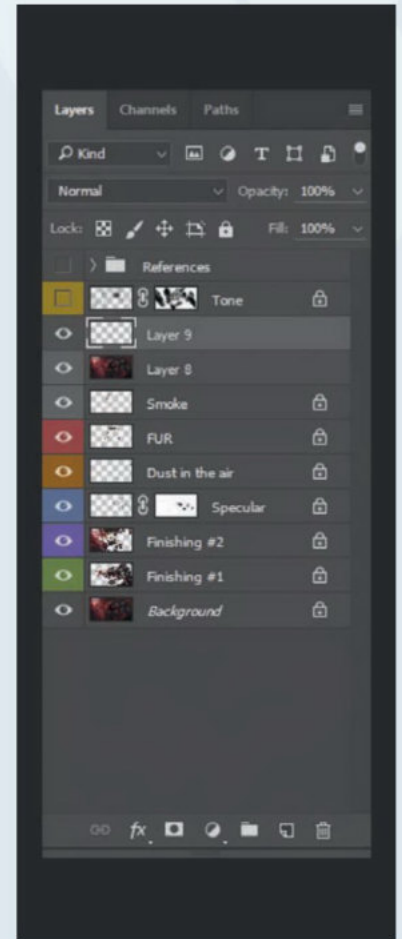 Layers Channels Paths
Kind T
Normal Opacity: 100%
Lock: Fill: 100%
References
Tone
Layer 9
Layer 8
Smoke
FUR
Dust in the air
Specular
Finishing #2
Finishing #1
Background
fx